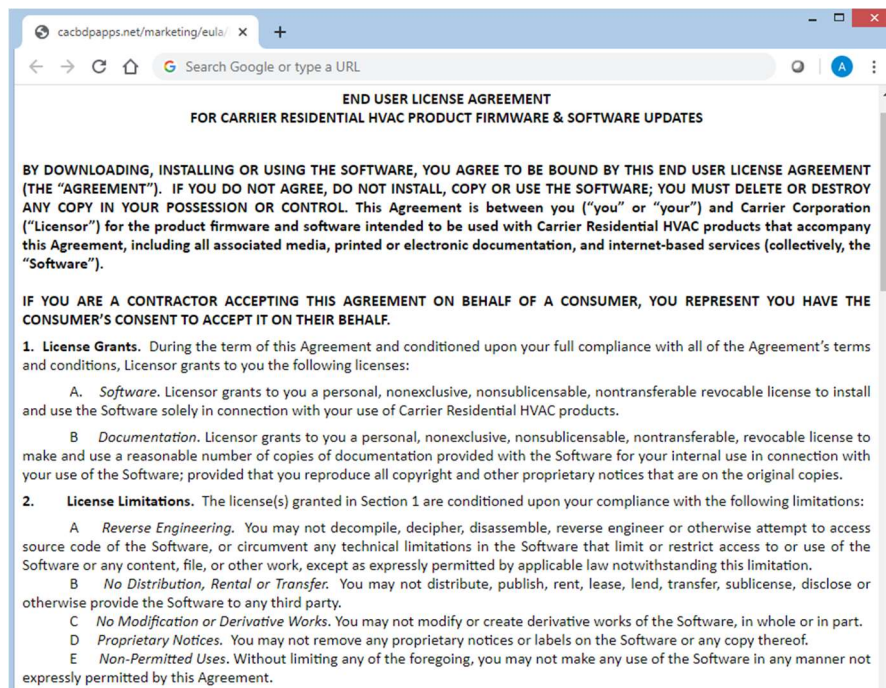 cacbdpapps.net/marketing/eula/
Search Google or type a URL
A
END USER LICENSE AGREEMENT
FOR CARRIER RESIDENTIAL HVAC PRODUCT FIRMWARE & SOFTWARE UPDATES
BY DOWNLOADING, INSTALLING OR USING THE SOFTWARE, YOU AGREE TO BE BOUND BY THIS END USER LICENSE AGREEMENT
(THE “AGREEMENT”). IF YOU DO NOT AGREE, DO NOT INSTALL, COPY OR USE THE SOFTWARE; YOU MUST DELETE OR DESTROY
ANY COPY IN YOUR POSSESSION OR CONTROL. This Agreement is between you (“you” or “your”) and Carrier Corporation
(“Licensor”) for the product firmware and software intended to be used with Carrier Residential HVAC products that accompany
this Agreement, including all associated media, printed or electronic documentation, and internet-based services (collectively, the
“Software”).
IF YOU ARE A CONTRACTOR ACCEPTING THIS AGREEMENT ON BEHALF OF A CONSUMER, YOU REPRESENT YOU HAVE THE
CONSUMER’S CONSENT TO ACCEPT IT ON THEIR BEHALF.
1. License Grants. During the term of this Agreement and conditioned upon your full compliance with all of the Agreement’s terms
and conditions, Licensor grants to you the following licenses:
A. Software. Licensor grants to you a personal, nonexclusive, nonsublicensable, nontransferable revocable license to install
and use the Software solely in connection with your use of Carrier Residential HVAC products.
B Documentation. Licensor grants to you a personal, nonexclusive, nonsublicensable, nontransferable, revocable license to
make and use a reasonable number of copies of documentation provided with the Software for your internal use in connection with
your use of the Software; provided that you reproduce all copyright and other proprietary notices that are on the original copies.
2. License Limitations. The license(s) granted in Section 1 are conditioned upon your compliance with the following limitations:
A Reverse Engineering. You may not decompile, decipher, disassemble, reverse engineer or otherwise attempt to access
source code of the Software, or circumvent any technical limitations in the Software that limit or restrict access to or use of the
Software or any content, file, or other work, except as expressly permitted by applicable law notwithstanding this limitation.
B No Distribution, Rental or Transfer. You may not distribute, publish, rent, lease, lend, transfer, sublicense, disclose or
otherwise provide the Software to any third party.
C No Modification or Derivative Works. You may not modify or create derivative works of the Software, in whole or in part.
D Proprietary Notices. You may not remove any proprietary notices or labels on the Software or any copy thereof.
E Non-Permitted Uses. Without limiting any of the foregoing, you may not make any use of the Software in any manner not
expressly permitted by this Agreement.